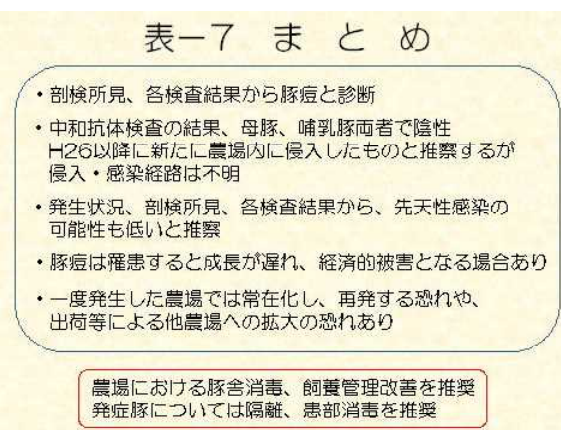 表－7　ま　と　め
・剖検所見、各検査結果から豚痘と診断
・中和抗体検査の結果、母豚、哺乳豚両者で陰性
H26以降に新たに農場内に侵入したものと推察するが
侵入・感染経路は不明
・発生状況、剖検所見、各検査結果から、先天性感染の
可能性も低いと推察
・豚痘は罹患すると成長が遅れ、経済的被害となる場合あり
・一度発生した農場では常在化し、再発する恐れや、
出荷等による他農場への拡大の恐れあり
農場における豚舎消毒、飼養管理改善を推奨
発症豚については隔離、患部消毒を推奨